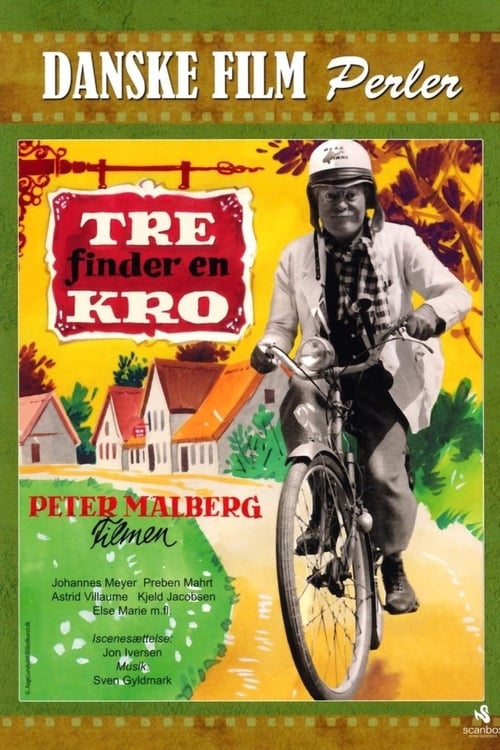 DANSKE FILM Perler
TRE
finder en
KRO
PETER MALBERG
Filmen
Johannes Meyer Preben Mahrt
Astrid Villaume Kjeld Jacobsen
Else Marie m.fl.
Iscenesættelse:
Jon Iversen
Musik:
Sven Gyldmark
scanbox